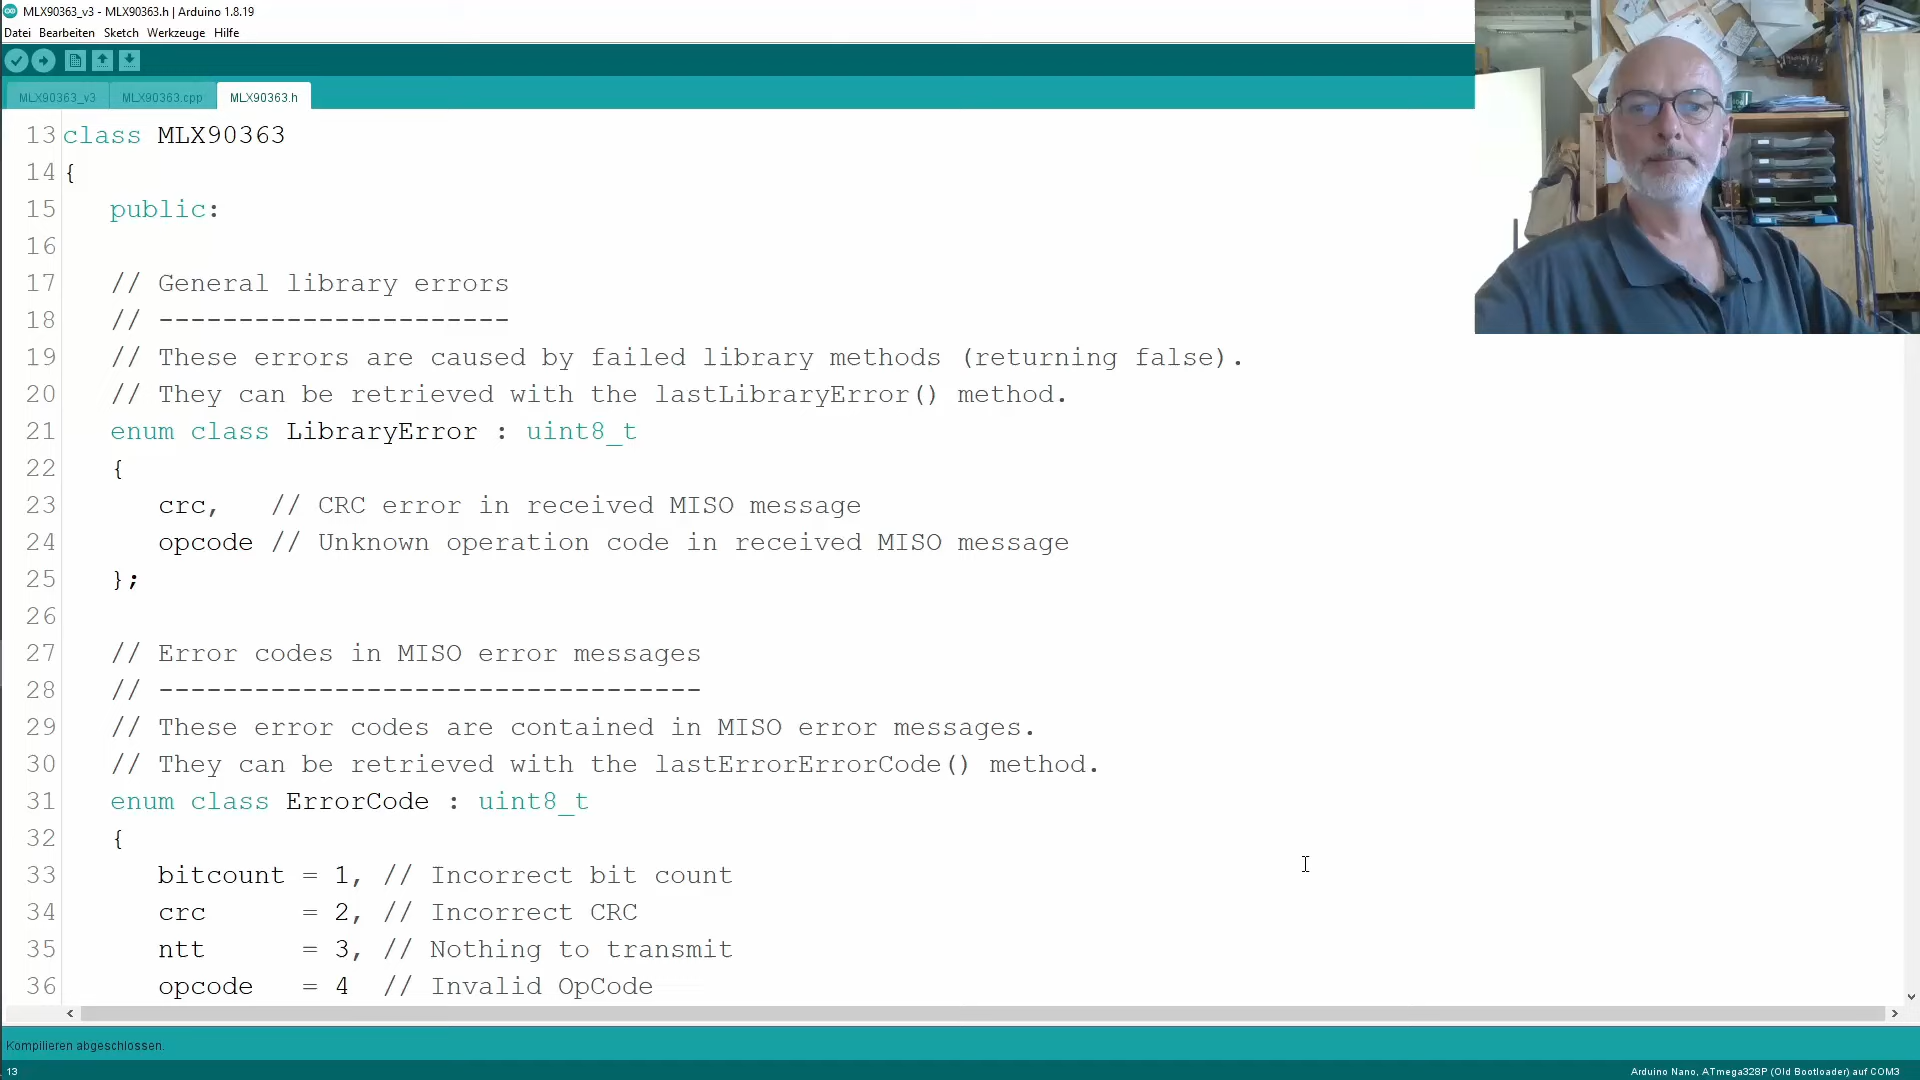 MLX90363_v3 - MLX90363.h | Arduino 1.8.19
Datei Bearbeiten Sketch Werkzeuge Hilfe
MLX90363_v3 MLX90363.cpp MLX90363.h
13 class MLX90363
14 {
15 public:
16
17 // General library errors
18 // ----------------------
19 // These errors are caused by failed library methods (returning false).
20 // They can be retrieved with the lastLibraryError() method.
21 enum class LibraryError : uint8_t
22 {
23 crc, // CRC error in received MISO message
24 opcode // Unknown operation code in received MISO message
25 };
26
27 // Error codes in MISO error messages
28 // ----------------------------------
29 // These error codes are contained in MISO error messages.
30 // They can be retrieved with the lastErrorErrorCode() method.
31 enum class ErrorCode : uint8_t
32 {
33 bitcount = 1, // Incorrect bit count
34 crc = 2, // Incorrect CRC
35 ntt = 3, // Nothing to transmit
36 opcode = 4 // Invalid OpCode
Kompilieren abgeschlossen.
13 Arduino Nano, ATmega328P (Old Bootloader) auf COM3